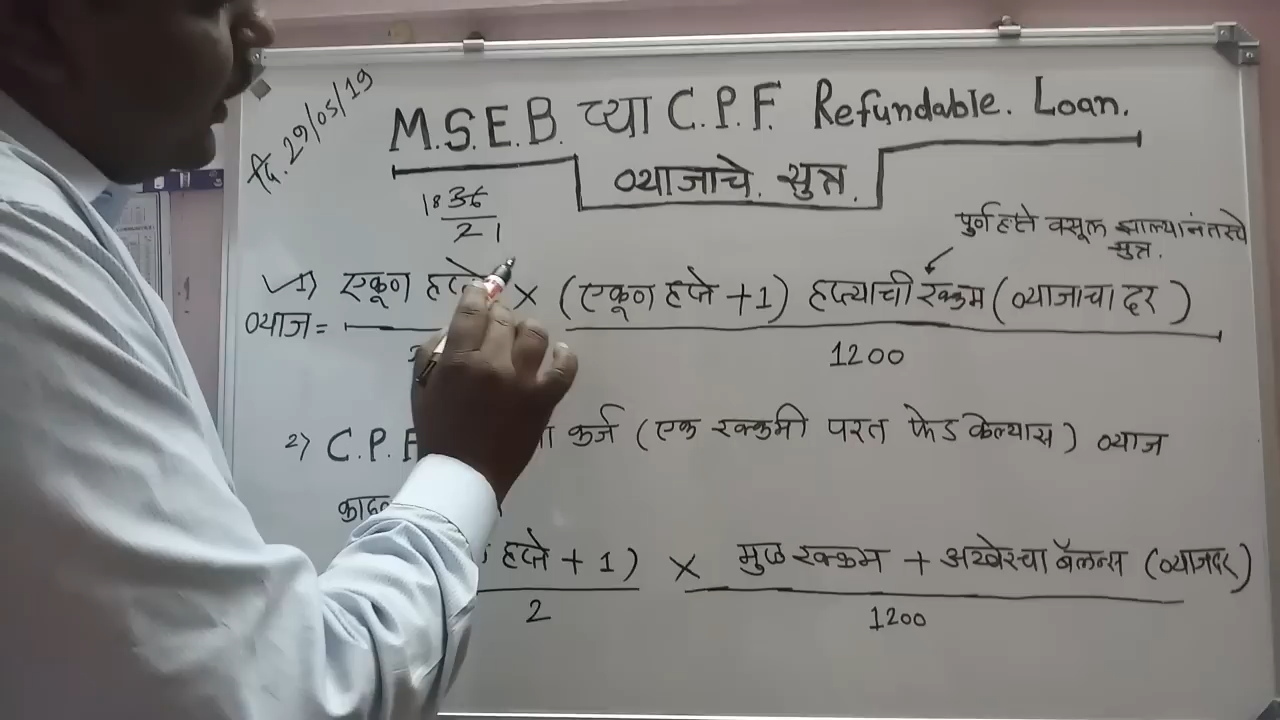 दि. 29/05/19
M.S.E.B. च्या C.P.F. Refundable. Loan.
व्याजाचे. सुत्र.
18 36
2 1
पुर्ण हप्ते वसूल झाल्यानंतरचे
सुत्र.
1) एकूण हप्ते × (एकूण हप्ते +1) हप्त्याची रक्कम (व्याजाचा दर)
व्याज=
1200
2) C.P.F कर्ज (एक रक्कमी परत फेड केल्यास) व्याज
हप्ते + 1) × मुळ रक्कम + अखेरचा बॅलन्स (व्याजदर)
2 1200